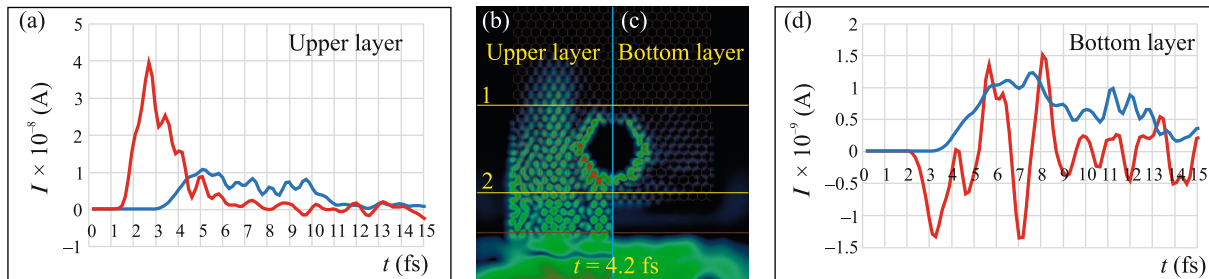 (a)
Upper layer
I × 10⁻⁸ (A)
5
4
3
2
1
0
−1
0 1 2 3 4 5 6 7 8 9 10 11 12 13 14 15
t (fs)
(b) (c)
Upper layer Bottom layer
1
2
t = 4.2 fs
(d)
Bottom layer
I × 10⁻⁹ (A)
2
1.5
1
0.5
0
−0.5
−1
−1.5
0 1 2 3 4 5 6 7 8 9 10 11 12 13 14 15
t (fs)